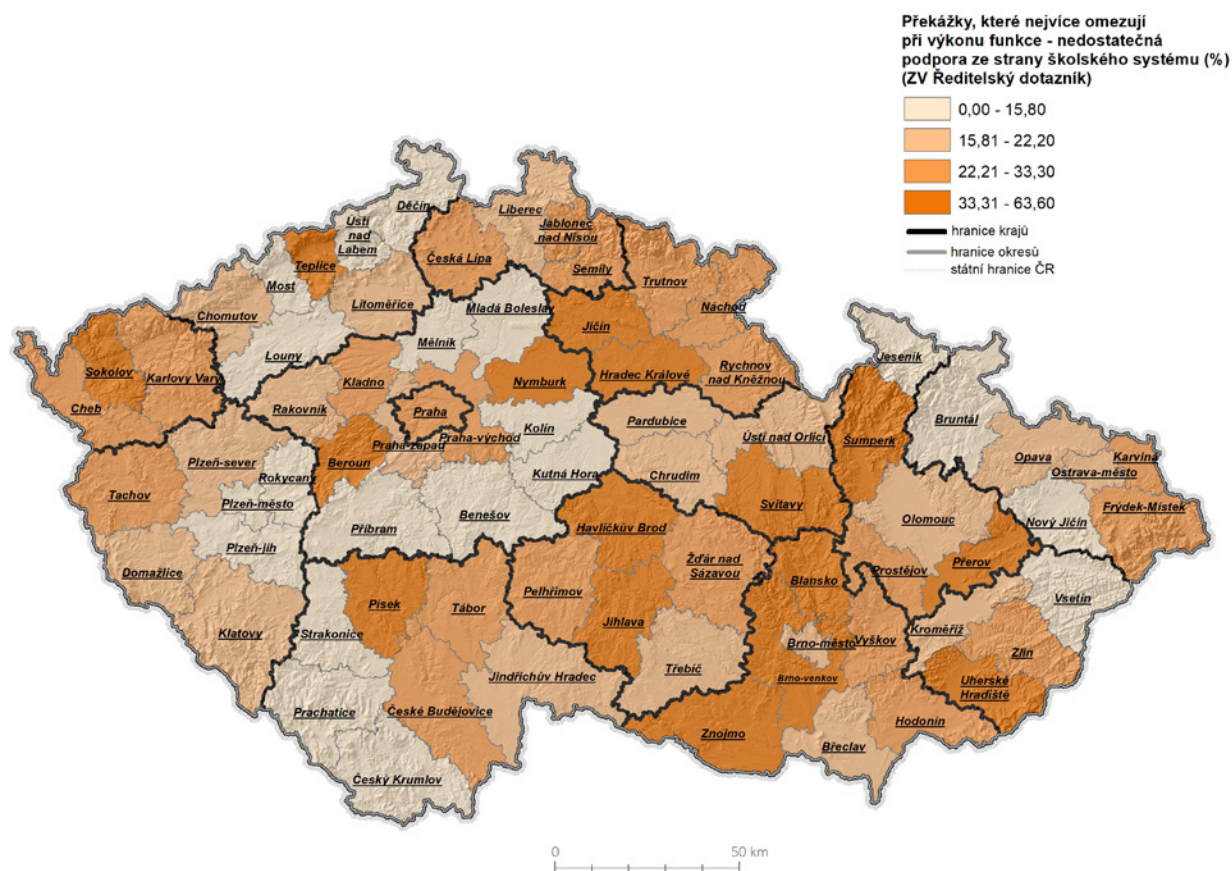 Překážky, které nejvíce omezují
při výkonu funkce - nedostatečná
podpora ze strany školského systému (%)
(ZV Ředitelský dotazník)
0,00 - 15,80
15,81 - 22,20
22,21 - 33,30
33,31 - 63,60
hranice krajů
hranice okresů
státní hranice ČR
Děčín
Ústí
nad
Labem
Liberec
Jablonec
nad Nisou
Teplice
Česká Lípa
Semily
Most
Trutnov
Chomutov
Litoměřice
Mladá Boleslav
Náchod
Jičín
Louny
Mělník
Jeseník
Sokolov
Karlovy Vary
Kladno
Nymburk
Hradec Králové
Rychnov
nad Kněžnou
Cheb
Rakovník
Praha
Bruntál
Kolín
Pardubice
Praha-západ
Praha-východ
Ústí nad Orlicí
Šumperk
Opava
Karviná
Plzeň-sever
Beroun
Ostrava-město
Rokycany
Kutná Hora
Chrudim
Tachov
Plzeň-město
Svitavy
Frýdek-Místek
Příbram
Benešov
Olomouc
Nový Jičín
Havlíčkův Brod
Plzeň-jih
Žďár nad
Sázavou
Přerov
Domažlice
Prostějov
Blansko
Pelhřimov
Písek
Tábor
Vsetín
Jihlava
Klatovy
Strakonice
Kroměříž
Brno-město
Vyškov
Zlín
Třebíč
Jindřichův Hradec
Brno-venkov
Uherské
Hradiště
Prachatice
České Budějovice
Hodonín
Znojmo
Břeclav
Český Krumlov
0
50 km